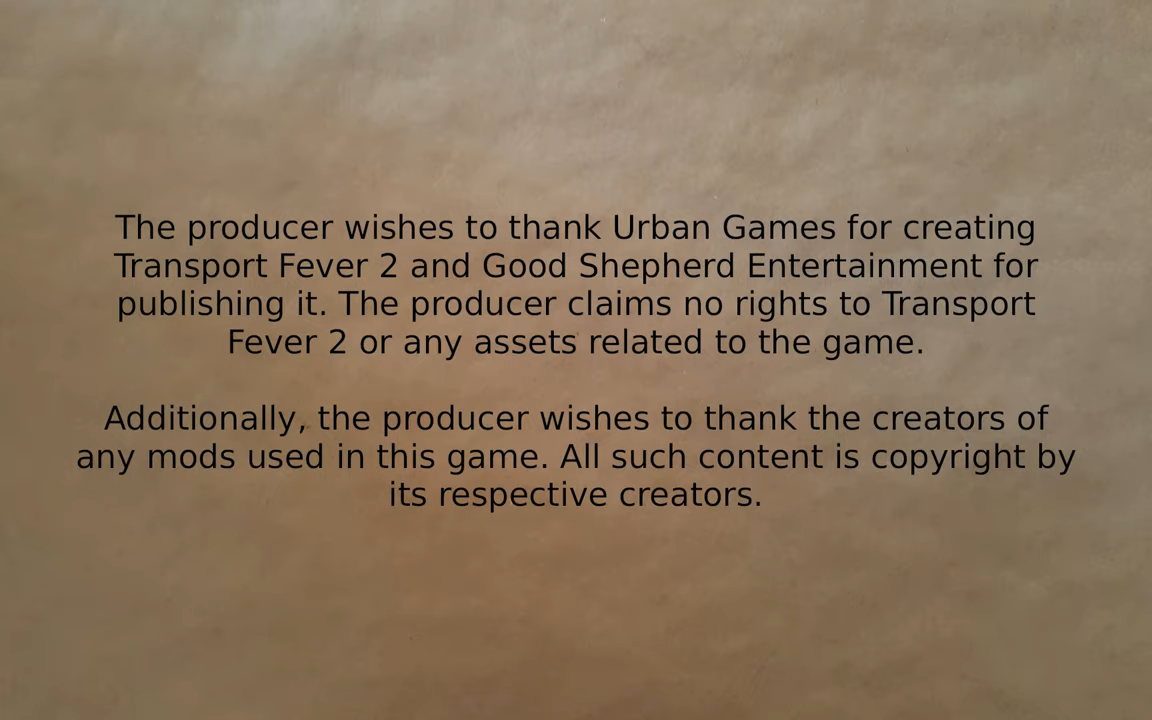 The producer wishes to thank Urban Games for creating
Transport Fever 2 and Good Shepherd Entertainment for
publishing it. The producer claims no rights to Transport
Fever 2 or any assets related to the game.
Additionally, the producer wishes to thank the creators of
any mods used in this game. All such content is copyright by
its respective creators.